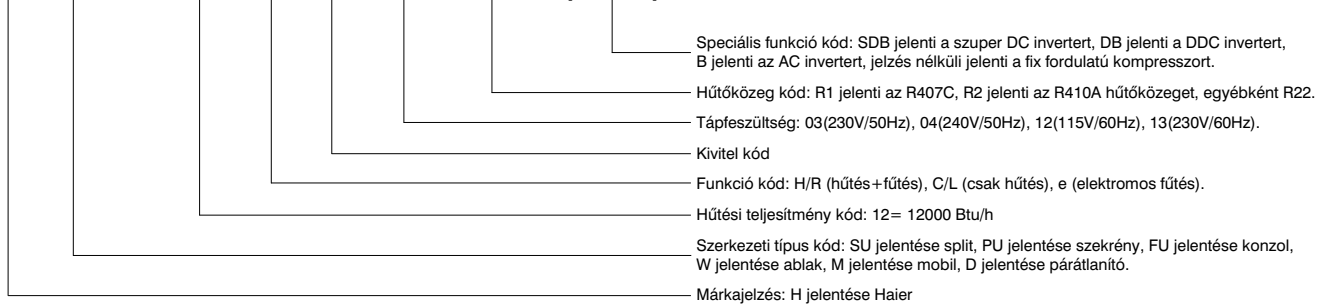 Speciális funkció kód: SDB jelenti a szuper DC invertert, DB jelenti a DDC invertert,
B jelenti az AC invertert, jelzés nélküli jelenti a fix fordulatú kompresszort.
Hűtőközeg kód: R1 jelenti az R407C, R2 jelenti az R410A hűtőközeget, egyébként R22.
Tápfeszültség: 03(230V/50Hz), 04(240V/50Hz), 12(115V/60Hz), 13(230V/60Hz).
Kivitel kód
Funkció kód: H/R (hűtés+fűtés), C/L (csak hűtés), e (elektromos fűtés).
Hűtési teljesítmény kód: 12= 12000 Btu/h
Szerkezeti típus kód: SU jelentése split, PU jelentése szekrény, FU jelentése konzol,
W jelentése ablak, M jelentése mobil, D jelentése párátlanító.
Márkajelzés: H jelentése Haier